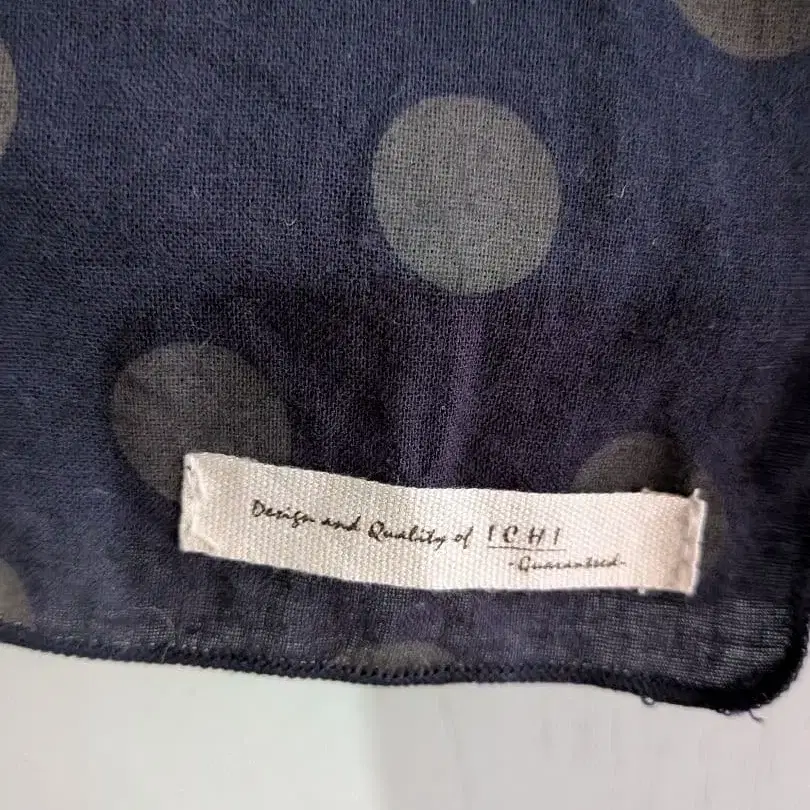 Design and Quality of ICHI
-Guaranteed-